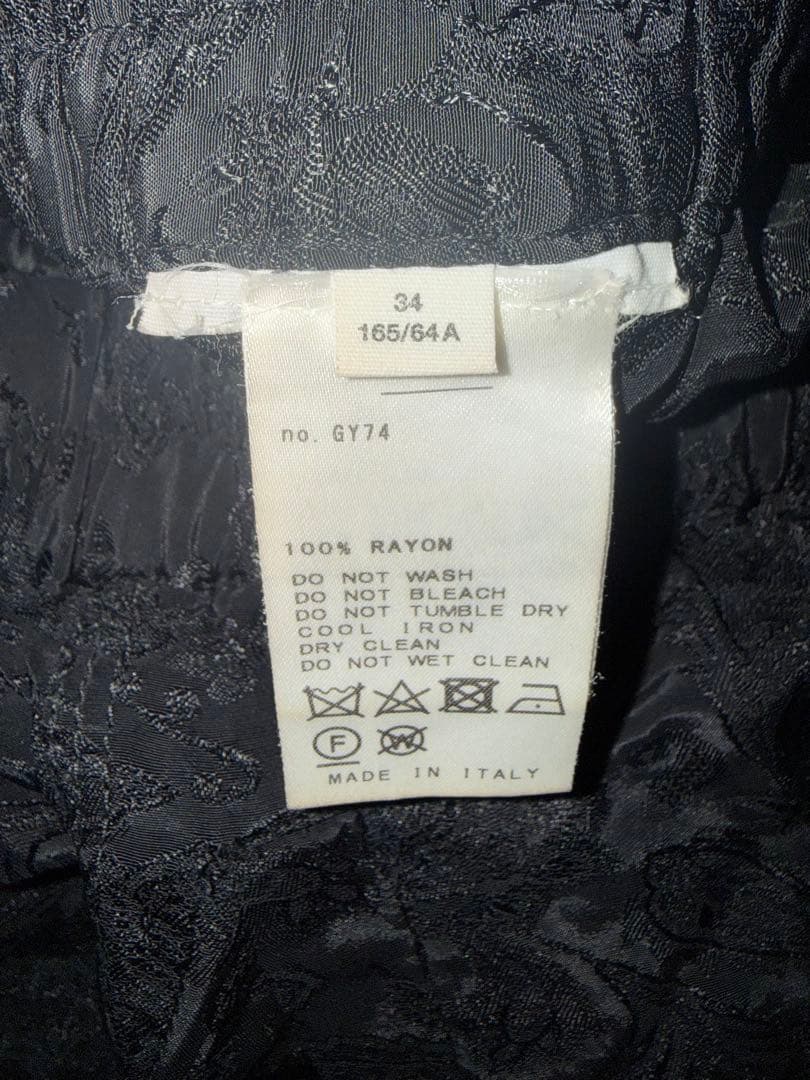 34
165/64A
no. GY74
100% RAYON
DO NOT WASH
DO NOT BLEACH
DO NOT TUMBLE DRY
COOL IRON
DRY CLEAN
DO NOT WET CLEAN
F W
MADE IN ITALY